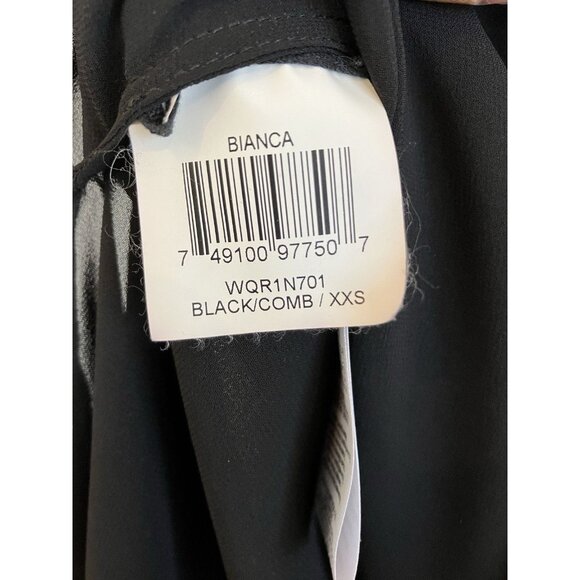 BIANCA
7 49100 97750 7
WQR1N701
BLACK/COMB / XXS